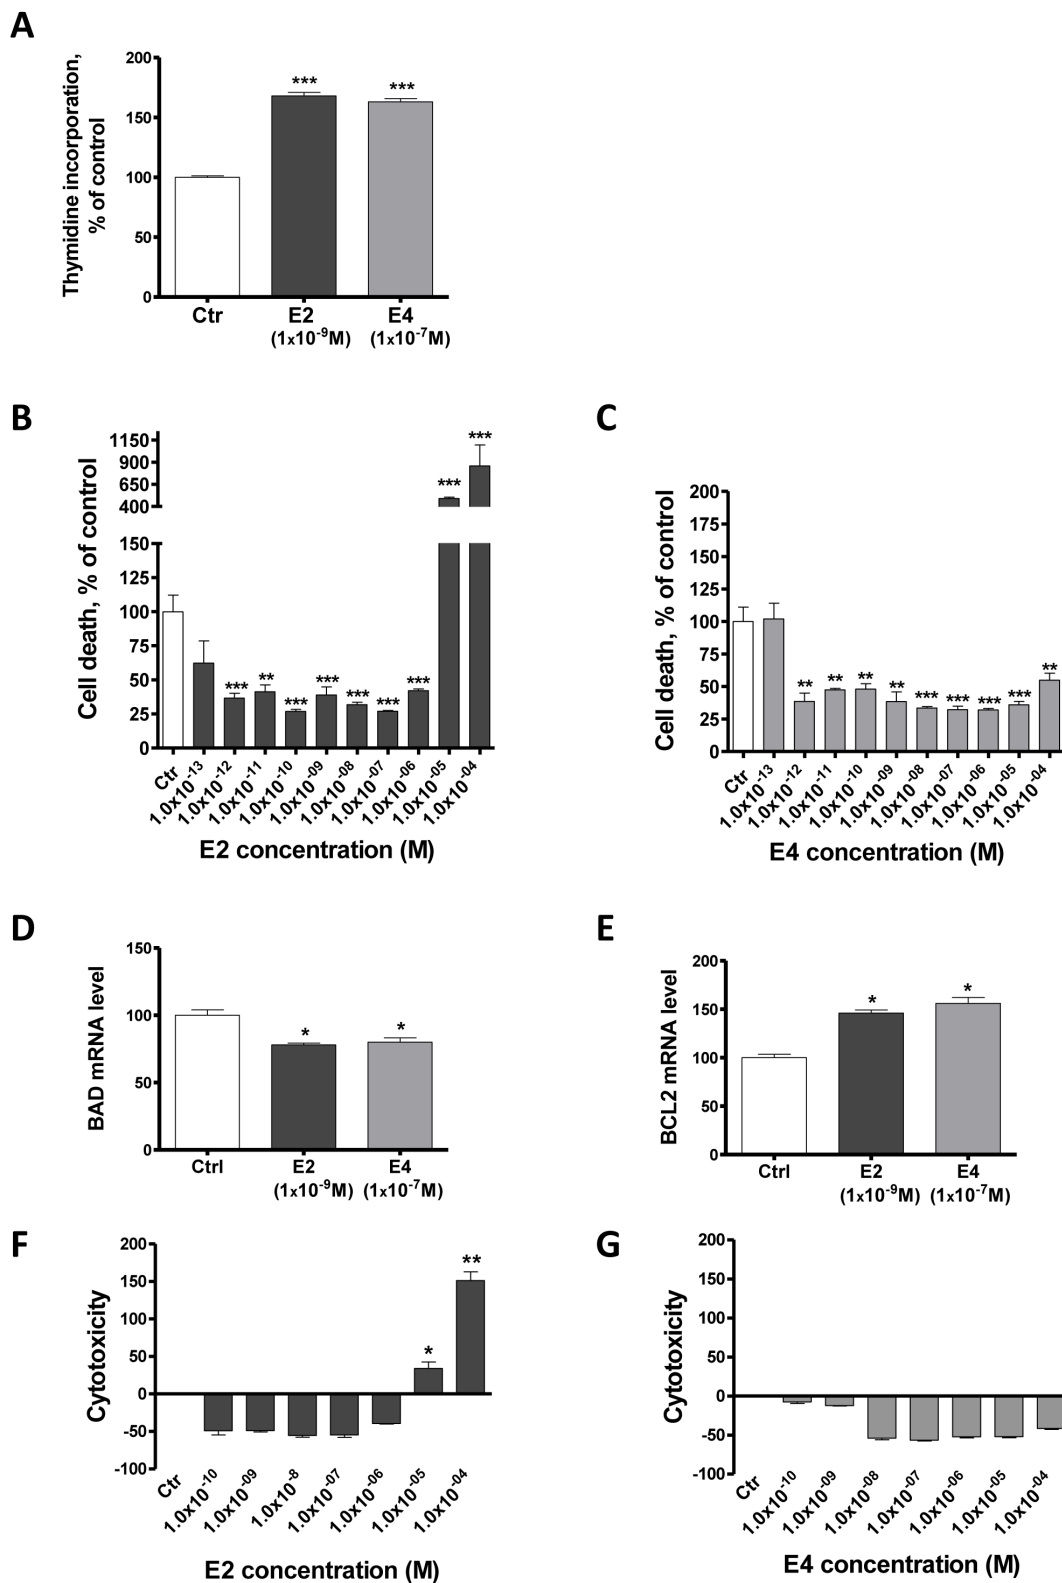 A
Thymidine incorporation,
% of control
200
150
100
50
0
***
***
Ctr
E2
(1x10⁻⁹M)
E4
(1x10⁻⁷M)
B
Cell death, % of control
1150
900
650
400
150
125
100
75
50
25
0
***
**
***
***
***
***
***
***
***
Ctr
1.0x10⁻¹³
1.0x10⁻¹²
1.0x10⁻¹¹
1.0x10⁻¹⁰
1.0x10⁻⁰⁹
1.0x10⁻⁰⁸
1.0x10⁻⁰⁷
1.0x10⁻⁰⁶
1.0x10⁻⁰⁵
1.0x10⁻⁰⁴
E2 concentration (M)
C
Cell death, % of control
200
175
150
125
100
75
50
25
0
**
**
**
**
***
***
***
***
**
Ctr
1.0x10⁻¹³
1.0x10⁻¹²
1.0x10⁻¹¹
1.0x10⁻¹⁰
1.0x10⁻⁰⁹
1.0x10⁻⁰⁸
1.0x10⁻⁰⁷
1.0x10⁻⁰⁶
1.0x10⁻⁰⁵
1.0x10⁻⁰⁴
E4 concentration (M)
D
BAD mRNA level
150
100
50
0
*
*
Ctrl
E2
(1x10⁻⁹M)
E4
(1x10⁻⁷M)
E
BCL2 mRNA level
200
150
100
50
0
*
*
Ctrl
E2
(1x10⁻⁹M)
E4
(1x10⁻⁷M)
F
Cytotoxicity
200
150
100
50
0
-50
-100
*
**
Ctr
1.0x10⁻¹⁰
1.0x10⁻⁰⁹
1.0x10⁻⁸
1.0x10⁻⁰⁷
1.0x10⁻⁰⁶
1.0x10⁻⁰⁵
1.0x10⁻⁰⁴
E2 concentration (M)
G
Cytotoxicity
200
150
100
50
0
-50
-100
Ctr
1.0x10⁻¹⁰
1.0x10⁻⁰⁹
1.0x10⁻⁰⁸
1.0x10⁻⁰⁷
1.0x10⁻⁰⁶
1.0x10⁻⁰⁵
1.0x10⁻⁰⁴
E4 concentration (M)